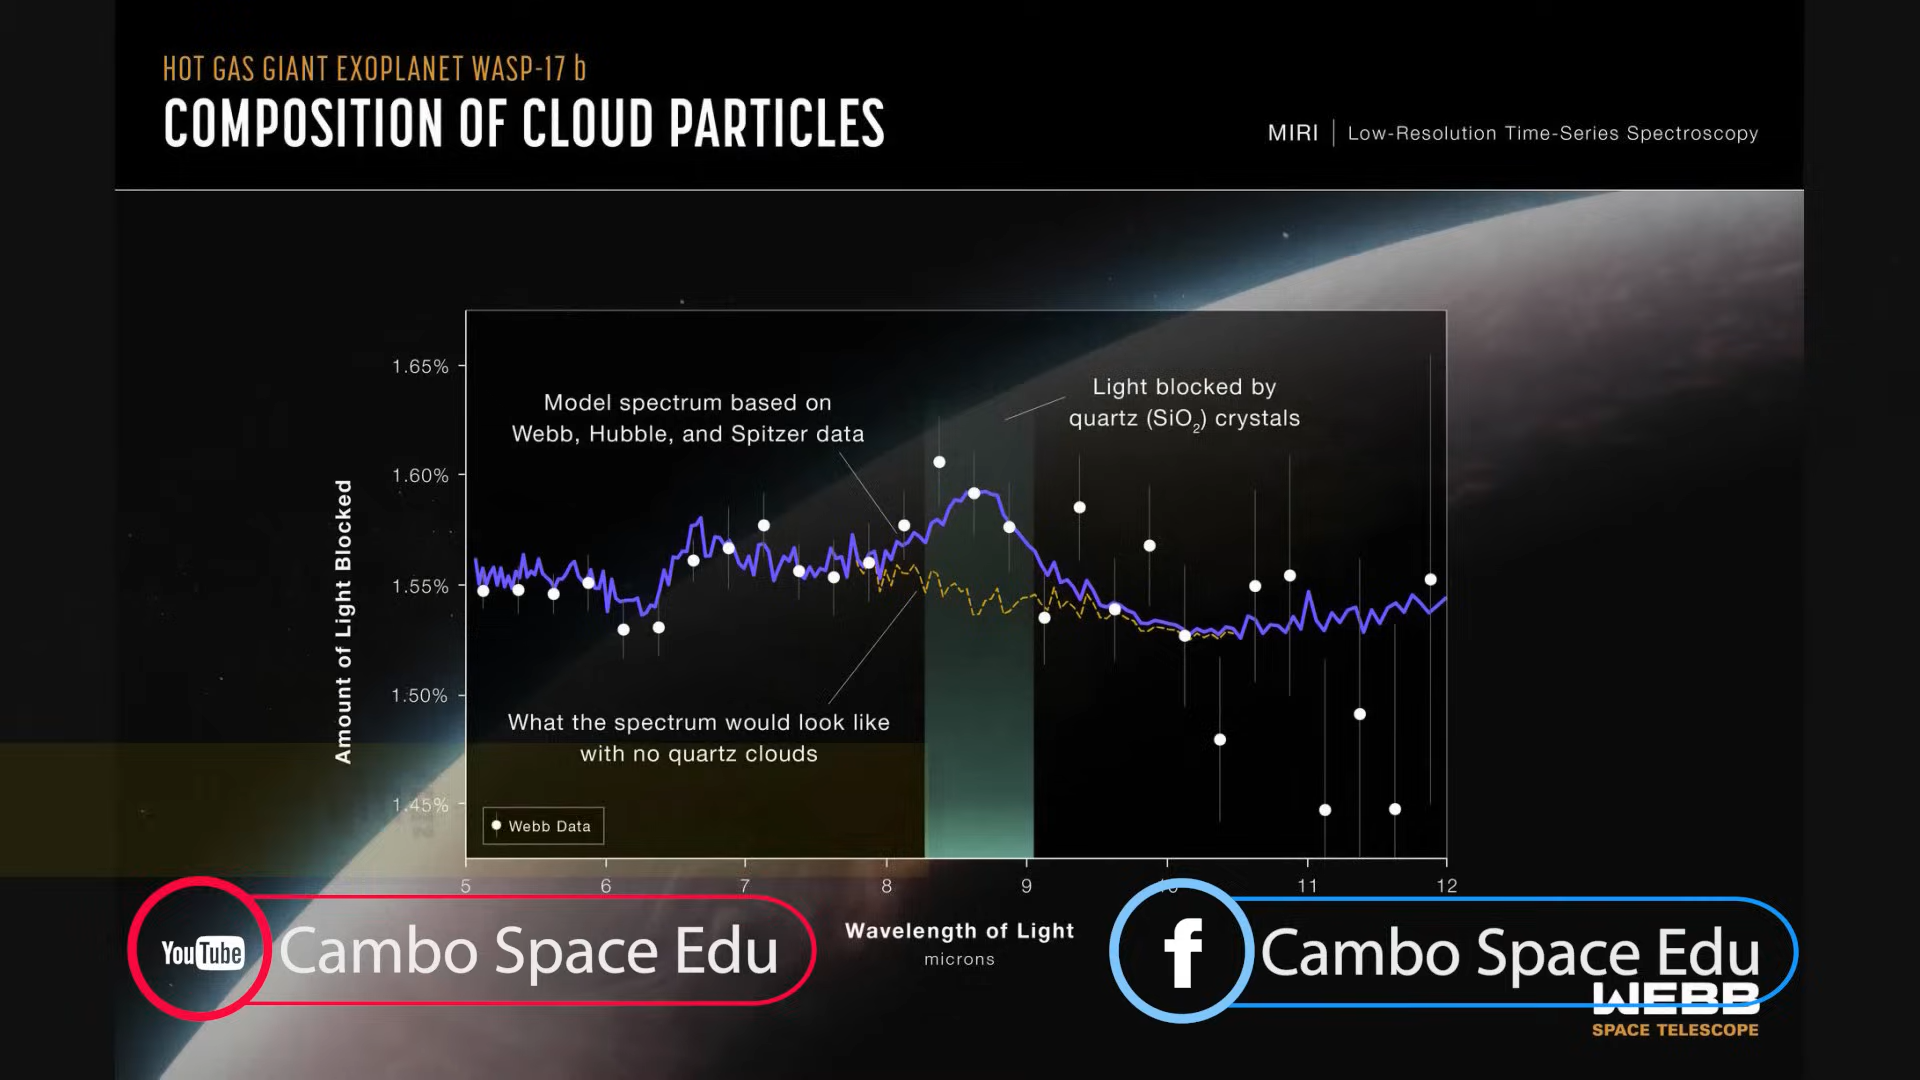 HOT GAS GIANT EXOPLANET WASP-17 b
COMPOSITION OF CLOUD PARTICLES
MIRI | Low-Resolution Time-Series Spectroscopy
Model spectrum based on
Webb, Hubble, and Spitzer data
Light blocked by
quartz (SiO₂) crystals
What the spectrum would look like
with no quartz clouds
Webb Data
Amount of Light Blocked
1.65%
1.60%
1.55%
1.50%
1.45%
5 6 7 8 9 10 11 12
Wavelength of Light
microns
YouTube Cambo Space Edu
f Cambo Space Edu
WEBB
SPACE TELESCOPE